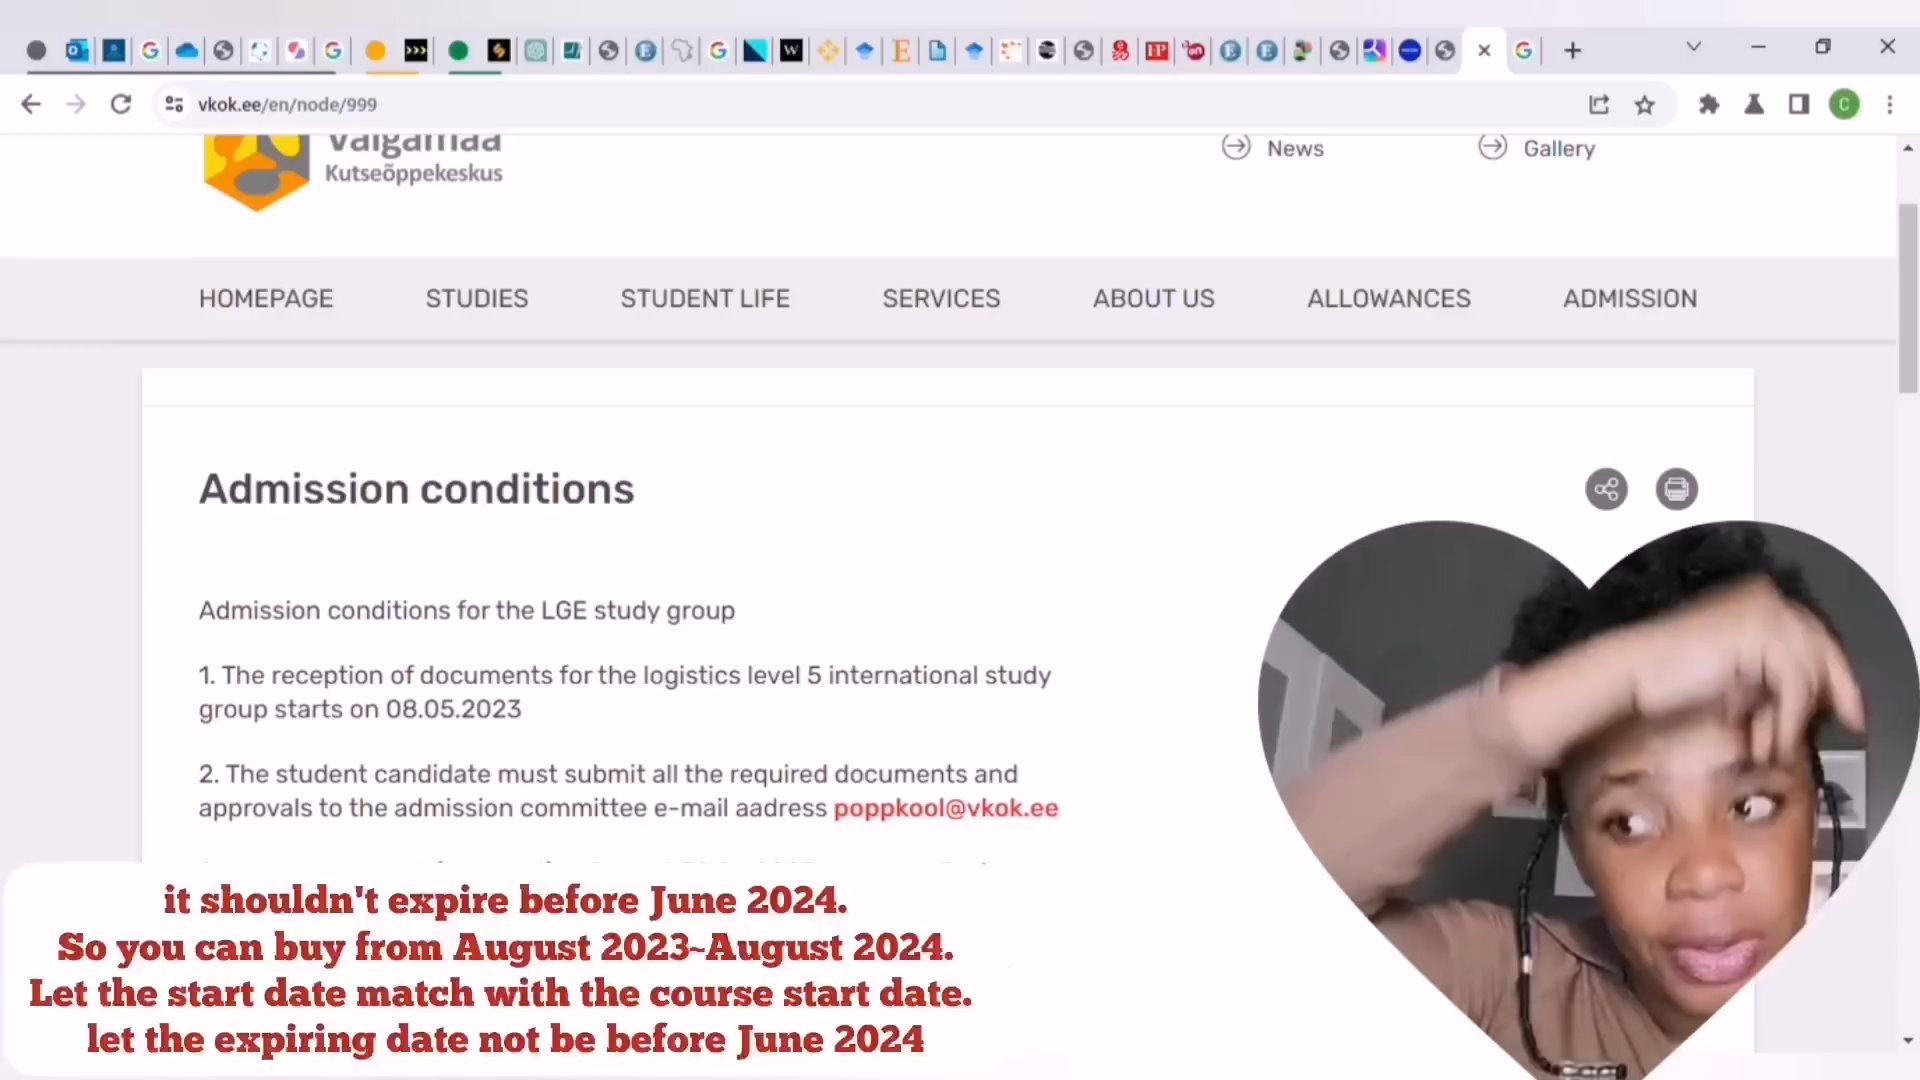 vkok.ee/en/node/999
Valgamaa
Kutseõppekeskus
News
Gallery
HOMEPAGE
STUDIES
STUDENT LIFE
SERVICES
ABOUT US
ALLOWANCES
ADMISSION
Admission conditions
Admission conditions for the LGE study group
1. The reception of documents for the logistics level 5 international study
group starts on 08.05.2023
2. The student candidate must submit all the required documents and
approvals to the admission committee e-mail aadress poppkool@vkok.ee
it shouldn't expire before June 2024.
So you can buy from August 2023~August 2024.
Let the start date match with the course start date.
let the expiring date not be before June 2024